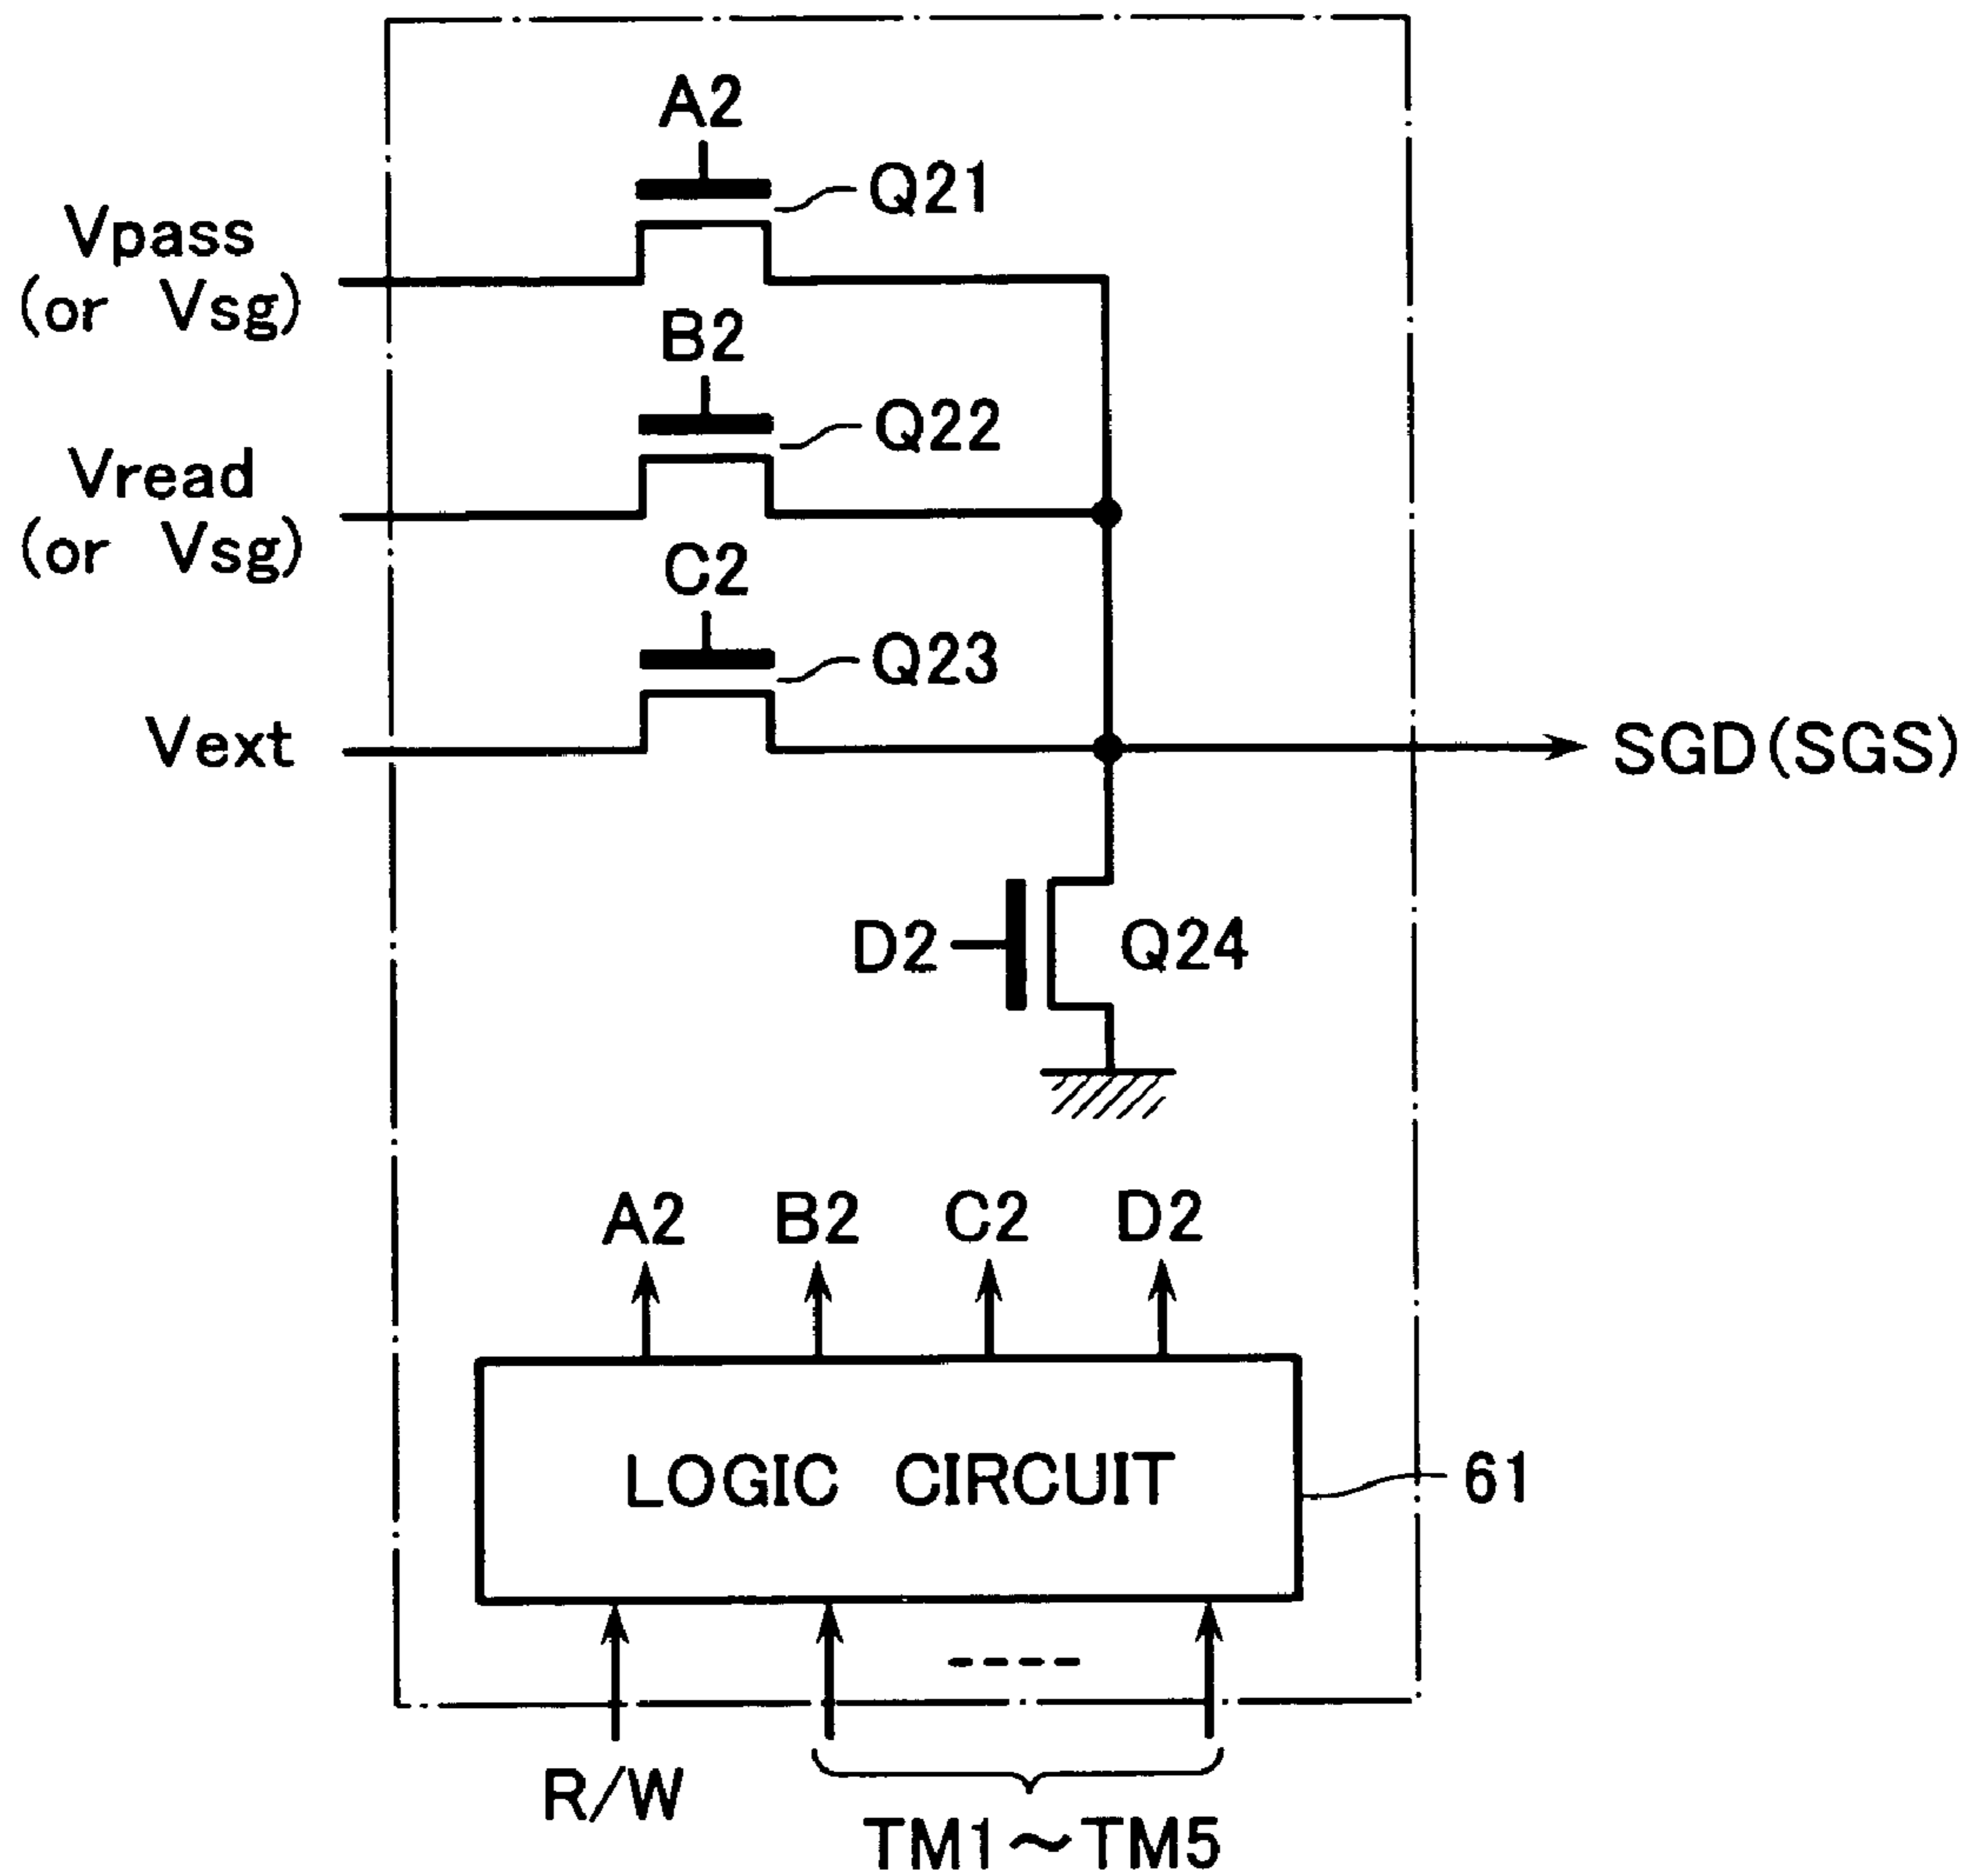 A2
Q21
Vpass
(or Vsg)
B2
Q22
Vread
(or Vsg)
C2
Q23
Vext
SGD(SGS)
D2
Q24
A2 B2 C2 D2
LOGIC CIRCUIT
61
R/W
TM1～TM5